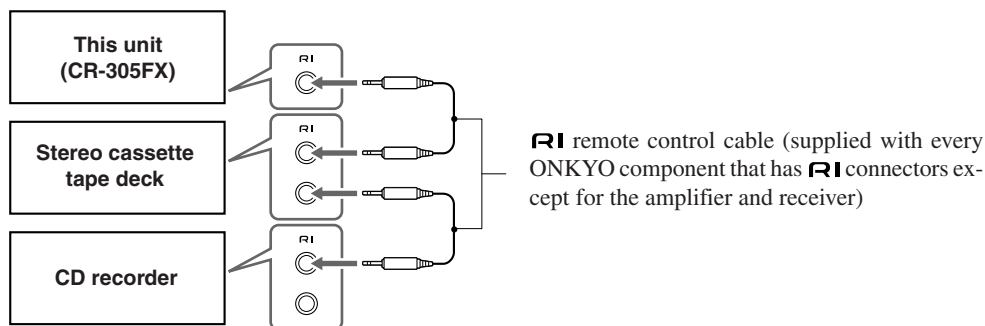 This unit
(CR-305FX)
RI
Stereo cassette
tape deck
RI
CD recorder
RI
RI remote control cable (supplied with every
ONKYO component that has RI connectors ex-
cept for the amplifier and receiver)